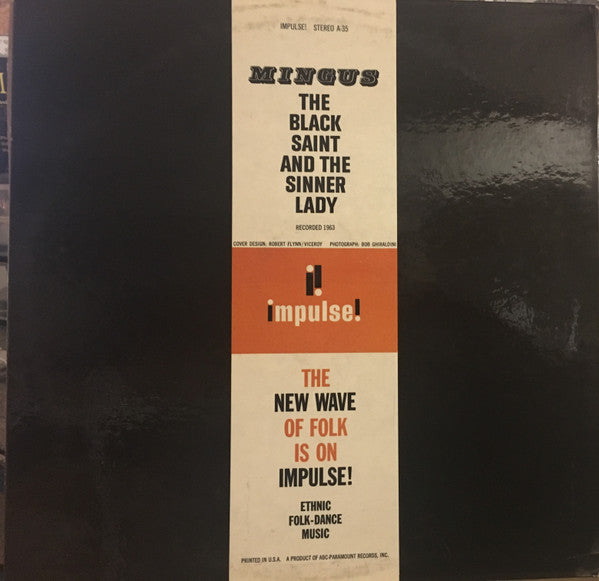 IMPULSE! STEREO A-35
MINGUS
THE
BLACK
SAINT
AND THE
SINNER
LADY
RECORDED 1963
COVER DESIGN: ROBERT FLYNN/VICEROY PHOTOGRAPH: BOB GHIRALDINI
i!
impulse!
THE
NEW WAVE
OF FOLK
IS ON
IMPULSE!
ETHNIC
FOLK-DANCE
MUSIC
PRINTED IN U.S.A. A PRODUCT OF ABC-PARAMOUNT RECORDS, INC.